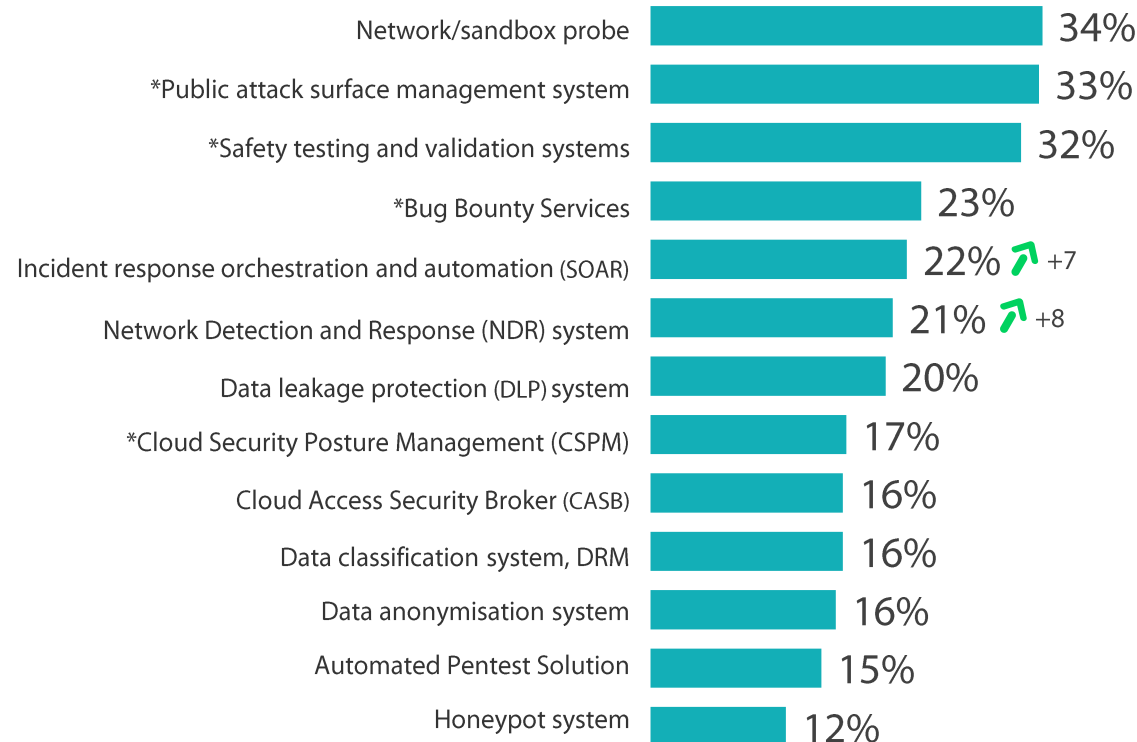 Network/sandbox probe 34%
*Public attack surface management system 33%
*Safety testing and validation systems 32%
*Bug Bounty Services 23%
Incident response orchestration and automation (SOAR) 22% +7
Network Detection and Response (NDR) system 21% +8
Data leakage protection (DLP) system 20%
*Cloud Security Posture Management (CSPM) 17%
Cloud Access Security Broker (CASB) 16%
Data classification system, DRM 16%
Data anonymisation system 16%
Automated Pentest Solution 15%
Honeypot system 12%